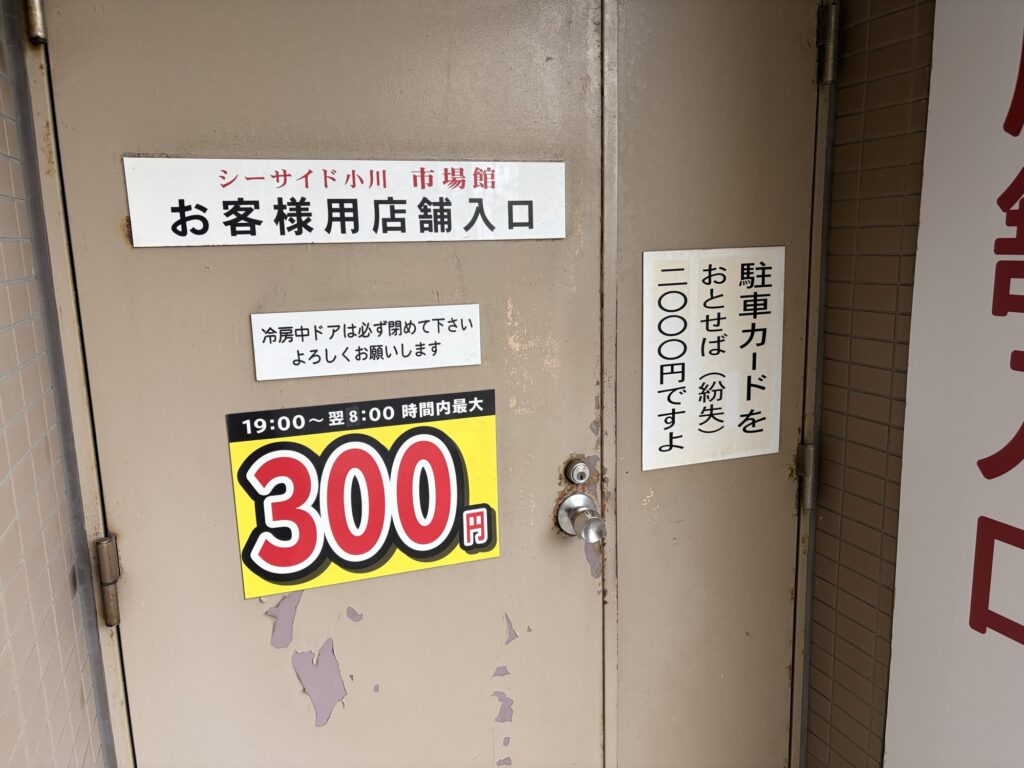 シーサイド小川 市場館
お客様用店舗入口
冷房中ドアは必ず閉めて下さい
よろしくお願いします
19:00～翌8:00 時間内最大
300円
駐車カードを
おとせば（紛失）
二〇〇〇円ですよ
舗入口